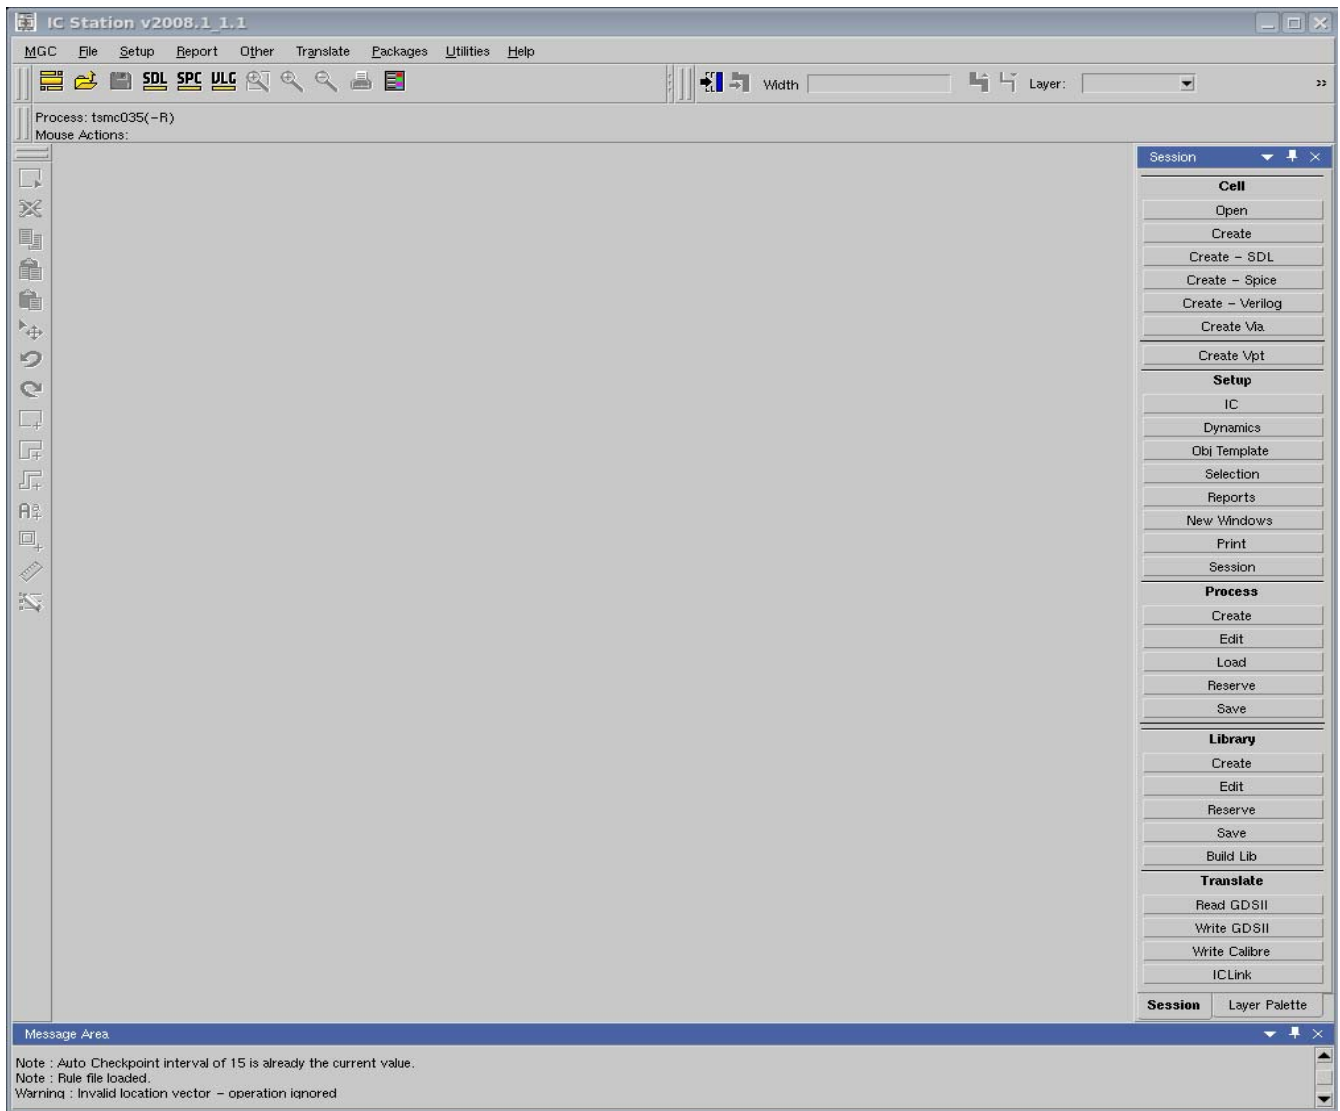 IC Station v2008.1_1.1
MGC File Setup Report Other Translate Packages Utilities Help
SDL SPC VLG Width Layer: »
Process: tsmc035(-R)
Mouse Actions:
Session
Cell
Open
Create
Create - SDL
Create - Spice
Create - Verilog
Create Via
Create Vpt
Setup
IC
Dynamics
Obj Template
Selection
Reports
New Windows
Print
Session
Process
Create
Edit
Load
Reserve
Save
Library
Create
Edit
Reserve
Save
Build Lib
Translate
Read GDSII
Write GDSII
Write Calibre
ICLink
Session Layer Palette
Message Area
Note : Auto Checkpoint interval of 15 is already the current value.
Note : Rule file loaded.
Warning : Invalid location vector - operation ignored